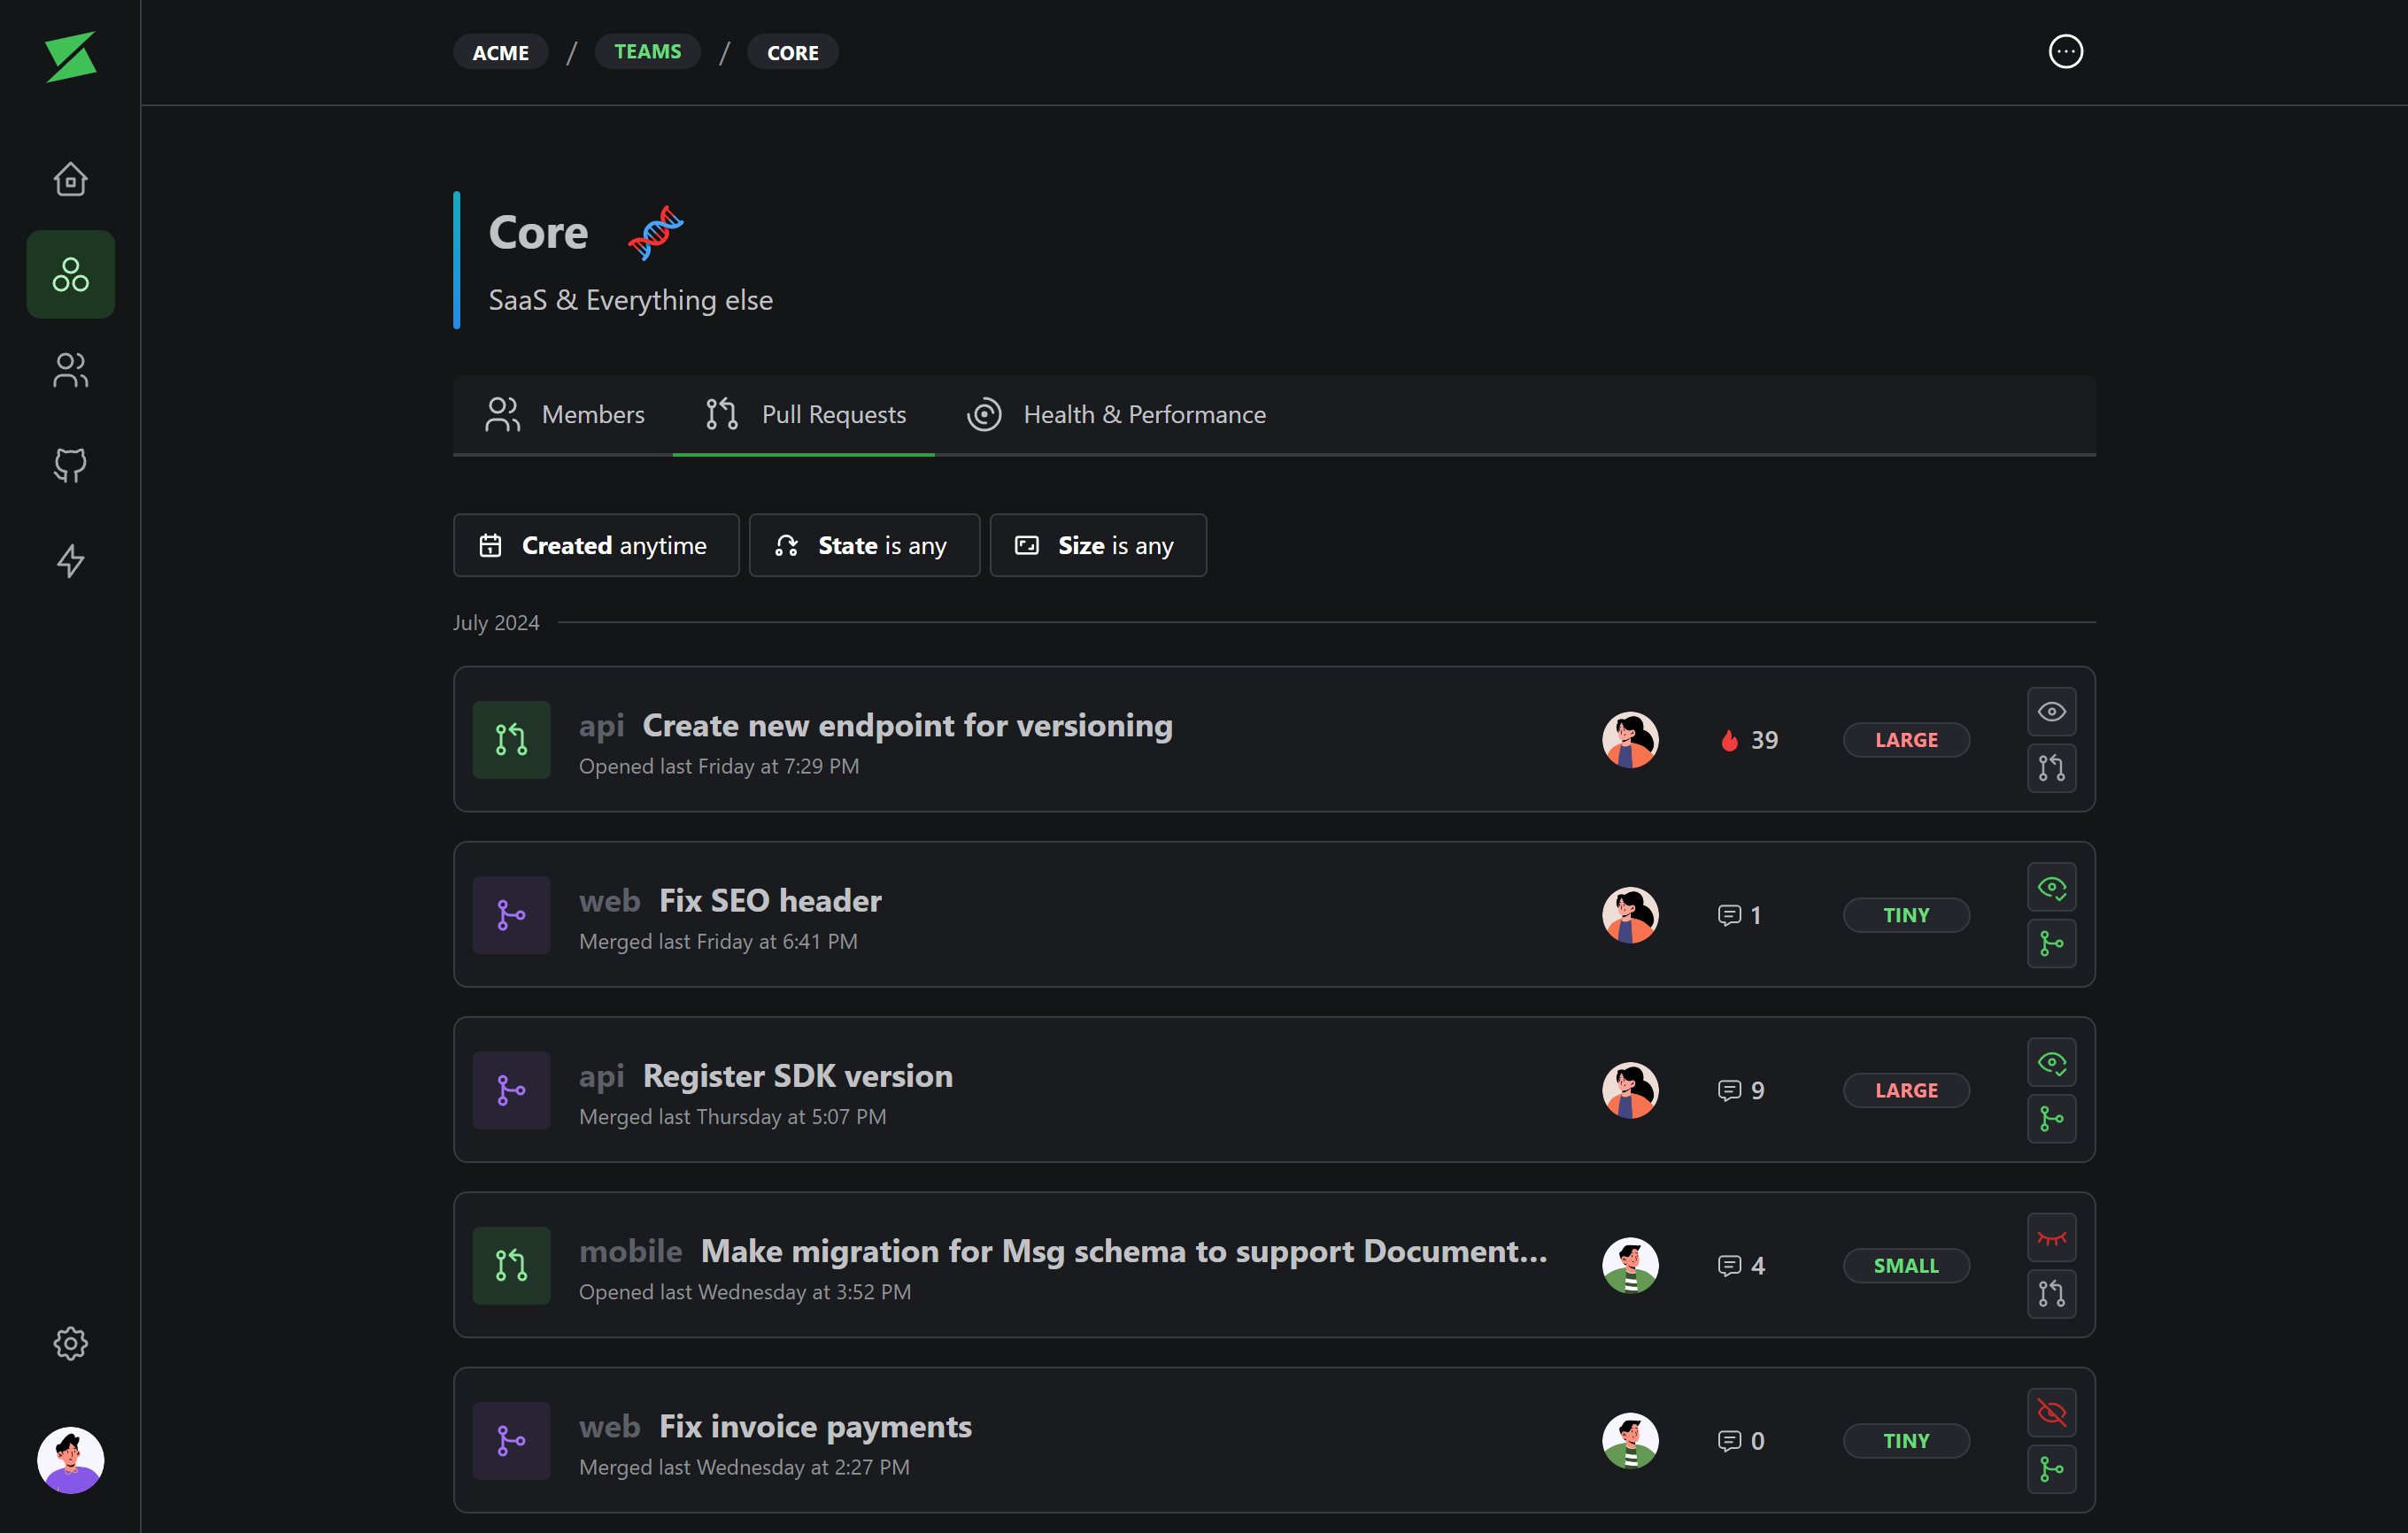 ACME / TEAMS / CORE
Core
SaaS & Everything else
Members Pull Requests Health & Performance
Created anytime State is any Size is any
July 2024
api Create new endpoint for versioning
Opened last Friday at 7:29 PM
39
LARGE
web Fix SEO header
Merged last Friday at 6:41 PM
1
TINY
api Register SDK version
Merged last Thursday at 5:07 PM
9
LARGE
mobile Make migration for Msg schema to support Document...
Opened last Wednesday at 3:52 PM
4
SMALL
web Fix invoice payments
Merged last Wednesday at 2:27 PM
0
TINY